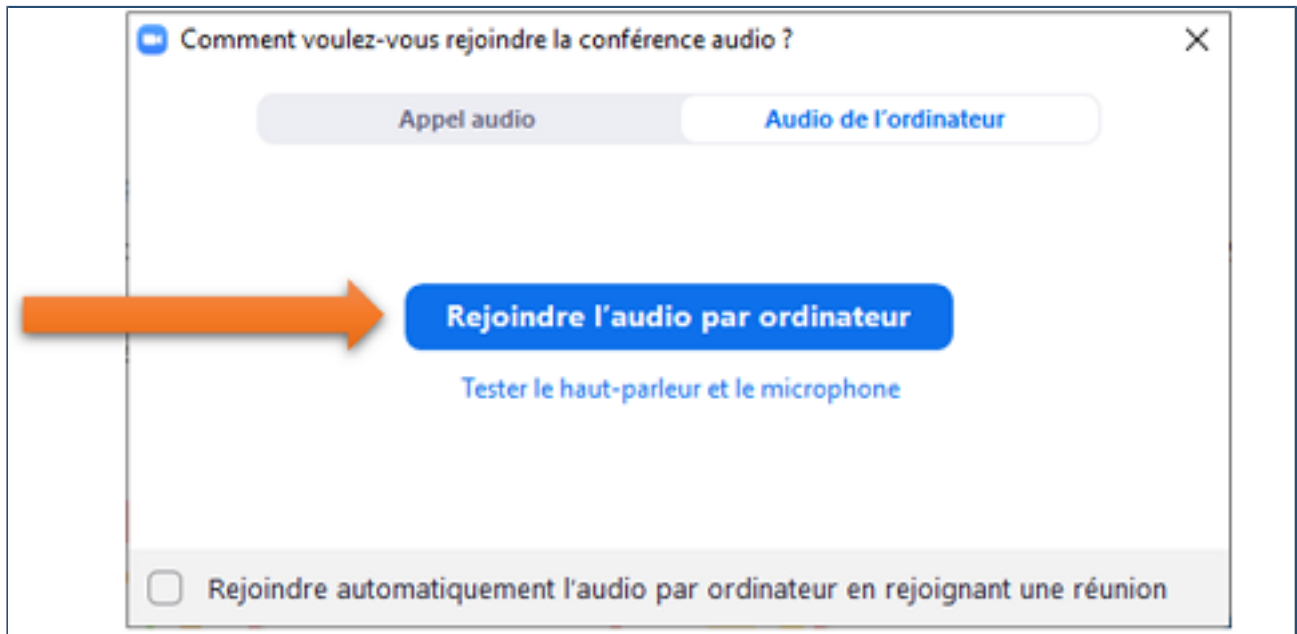 Comment voulez-vous rejoindre la conférence audio ?
Appel audio
Audio de l'ordinateur
Rejoindre l'audio par ordinateur
Tester le haut-parleur et le microphone
Rejoindre automatiquement l'audio par ordinateur en rejoignant une réunion